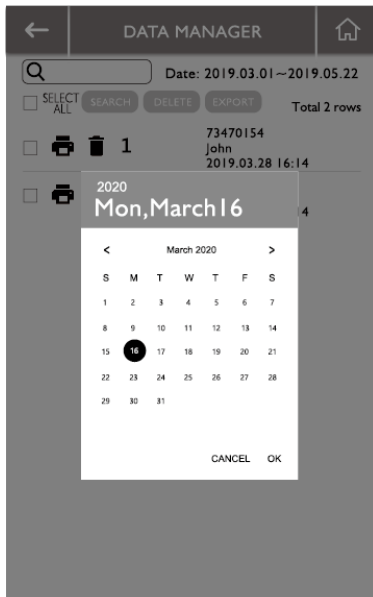 DATA MANAGER
Date: 2019.03.01~2019.05.22
SELECT ALL
SEARCH
DELETE
EXPORT
Total 2 rows
1
73470154
John
2019.03.28 16:14
4
2020
Mon,March16
< March 2020 >
S M T W T F S
1 2 3 4 5 6 7
8 9 10 11 12 13 14
15 16 17 18 19 20 21
22 23 24 25 26 27 28
29 30 31
CANCEL OK